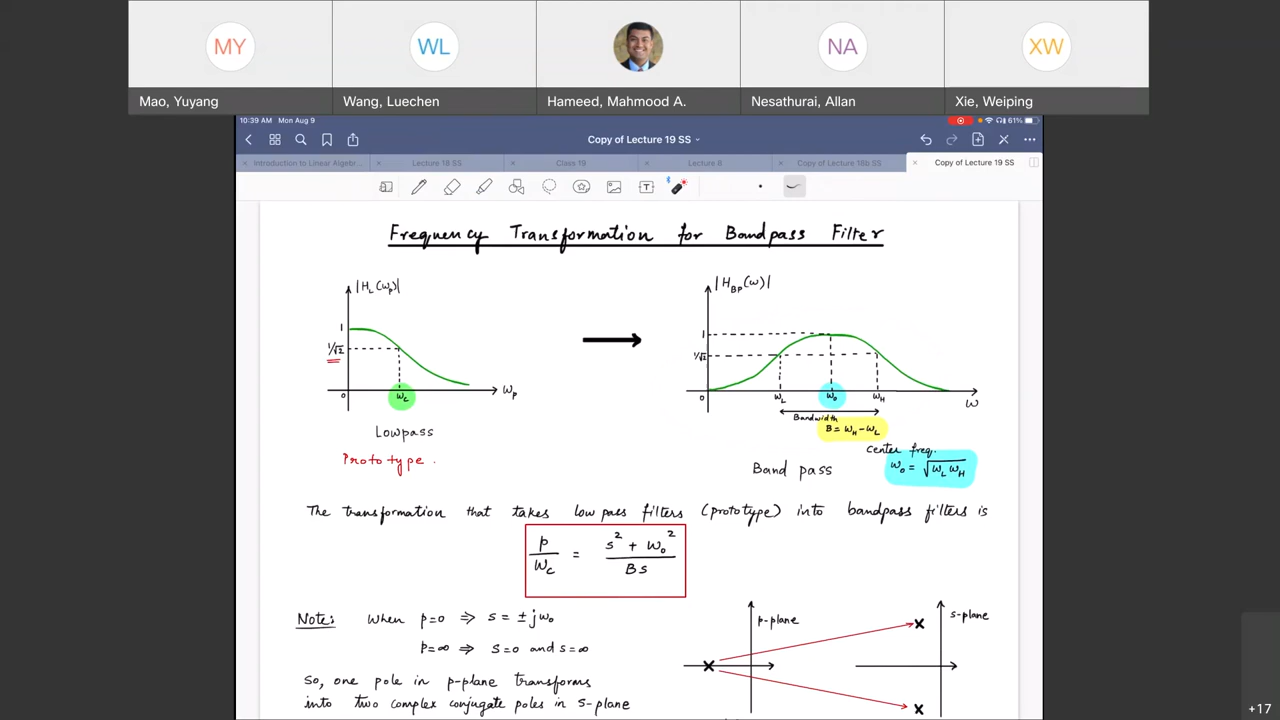 MY
WL
NA
XW
Mao, Yuyang
Wang, Luechen
Hameed, Mahmood A.
Nesathurai, Allan
Xie, Weiping
10:39 AM Mon Aug 9
61%
Copy of Lecture 19 SS
Introduction to Linear Algebr...
Lecture 18 SS
Class 19
Lecture 8
Copy of Lecture 18b SS
Copy of Lecture 19 SS
Frequency Transformation for Bandpass Filter
|H_L(ω_p)|
1
1/√2
0
ω_c
ω_p
Lowpass
Prototype
|H_BP(ω)|
1
1/√2
0
ω_L
ω_0
ω_H
ω
Bandwidth
B = ω_H - ω_L
Center freq.
ω_0 = √(ω_L ω_H)
Band pass
The transformation that takes low pass filters (prototype) into bandpass filters is
p/ω_c = (s² + ω_0²)/(Bs)
Note: When p=0 ⇒ s = ±jω_0
p=∞ ⇒ s=0 and s=∞
So, one pole in p-plane transforms
into two complex conjugate poles in s-plane
p-plane
s-plane
+17